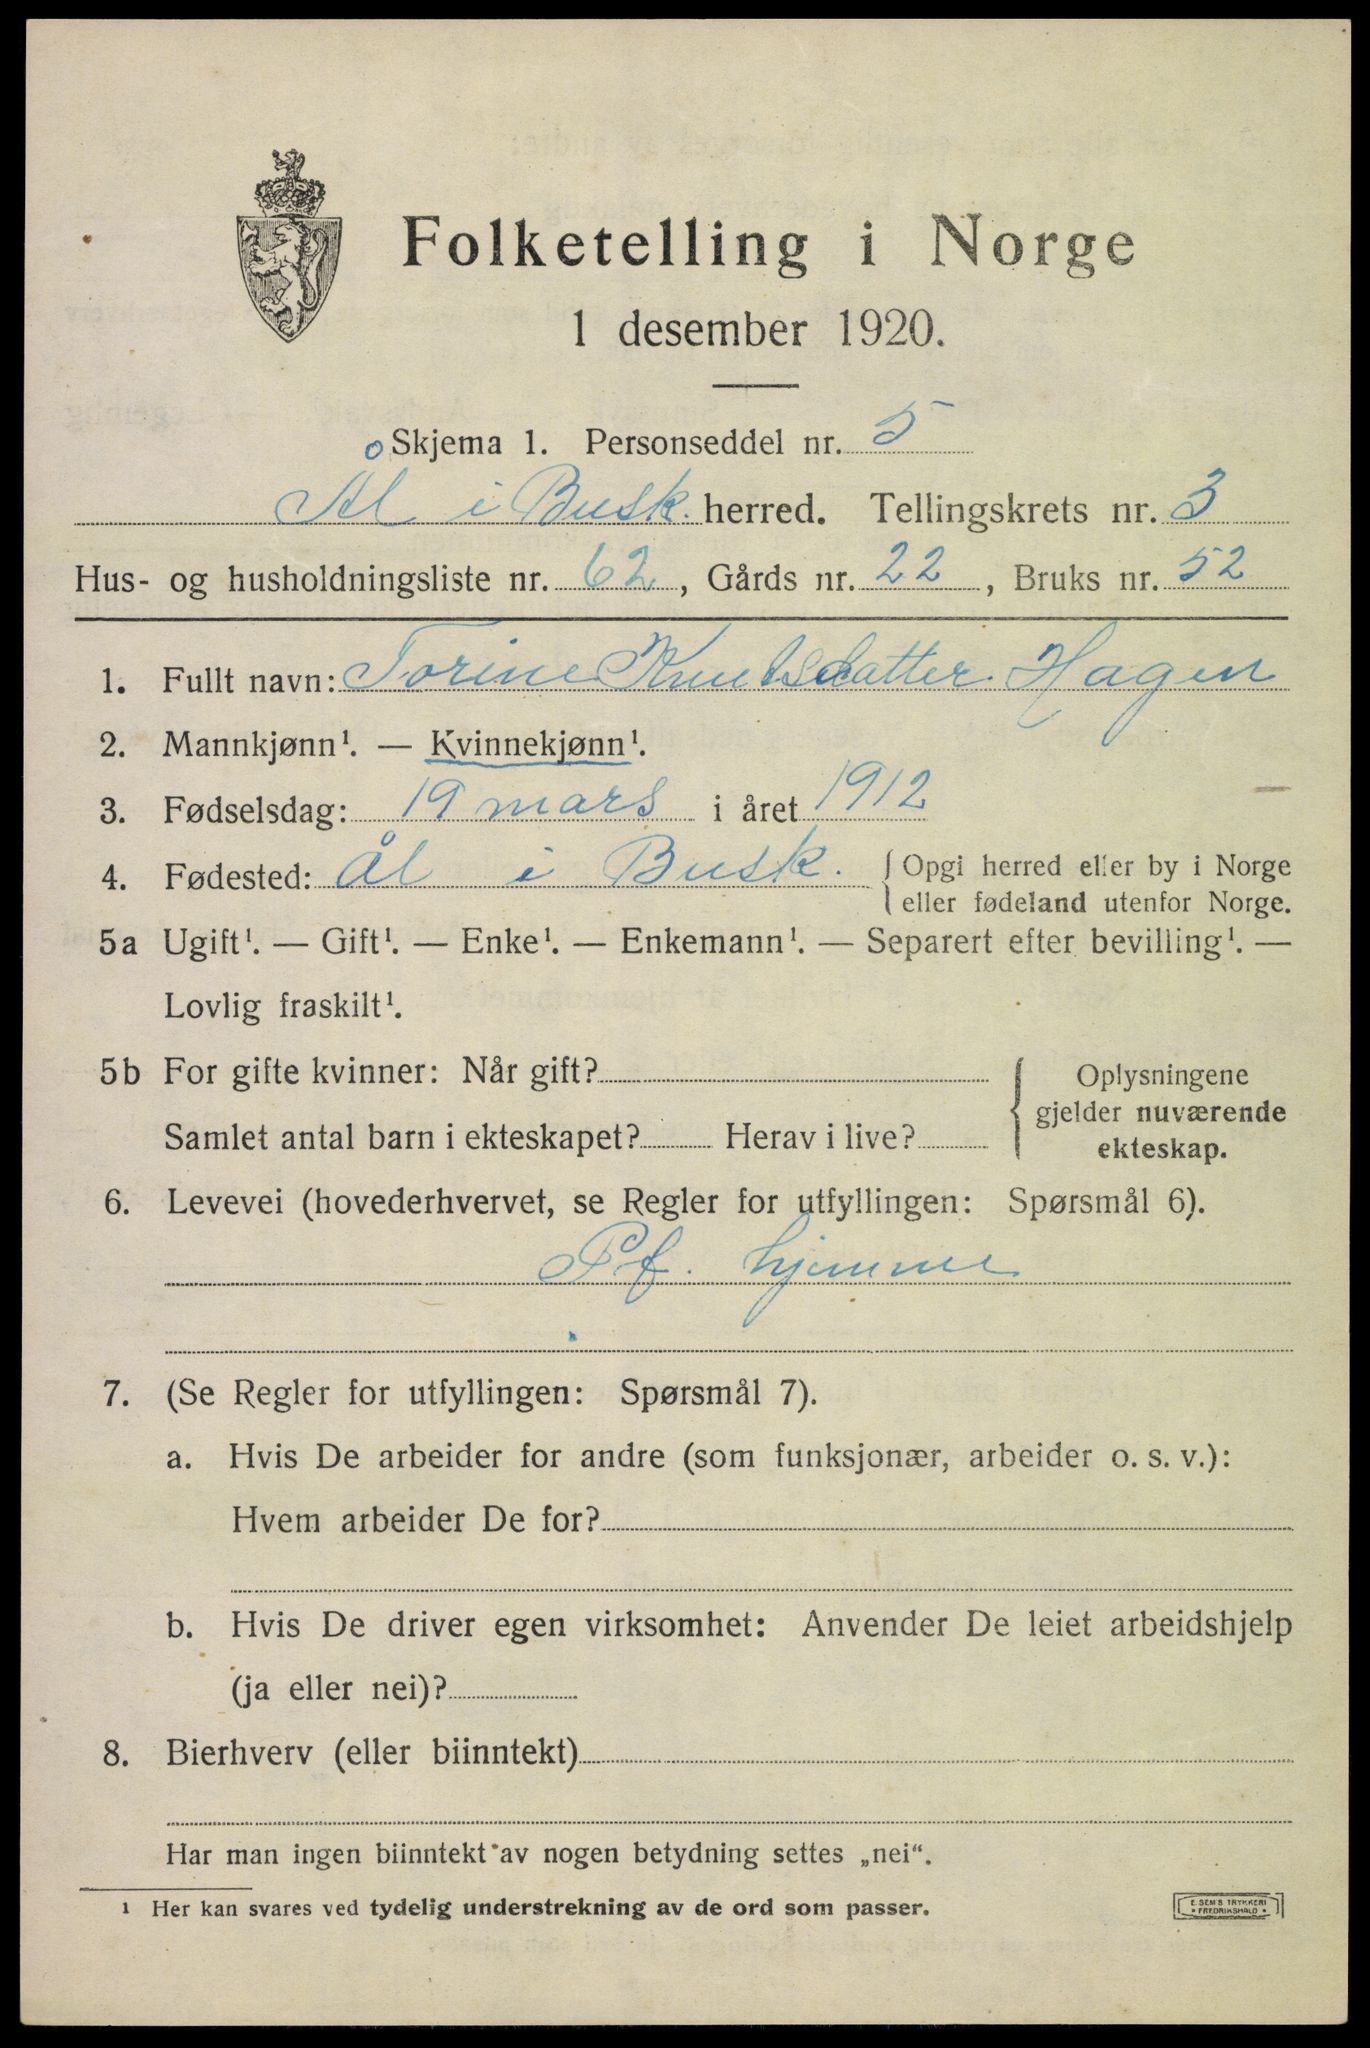 Folketelling i Norge
1 desember 1920.
Skjema 1. Personseddel nr. 5
Ål i Busk. herred. Tellingskrets nr. 3
Hus- og husholdningsliste nr. 62, Gårds nr. 22, Bruks nr. 52
1. Fullt navn: Torine Knutsdatter Hagen
2. Mannkjønn¹. — Kvinnekjønn¹.
3. Fødselsdag: 19 mars i året 1912
4. Fødested: Ål i Busk. { Opgi herred eller by i Norge
eller fødeland utenfor Norge.
5a Ugift¹. — Gift¹. — Enke¹. — Enkemann¹. — Separert efter bevilling¹. —
Lovlig fraskilt¹.
5b For gifte kvinner: Når gift?
Samlet antal barn i ekteskapet? Herav i live?
{ Oplysningene
gjelder nuværende
ekteskap.
6. Levevei (hovederhvervet, se Regler for utfyllingen: Spørsmål 6).
Pf. hjemme
7. (Se Regler for utfyllingen: Spørsmål 7).
a. Hvis De arbeider for andre (som funksjonær, arbeider o. s. v.):
Hvem arbeider De for?
b. Hvis De driver egen virksomhet: Anvender De leiet arbeidshjelp
(ja eller nei)?
8. Bierhverv (eller biinntekt)
Har man ingen biinntekt av nogen betydning settes „nei“.
¹ Her kan svares ved tydelig understrekning av de ord som passer.
E. SEM'S TRYKKERI
• FREDRIKSHALD •